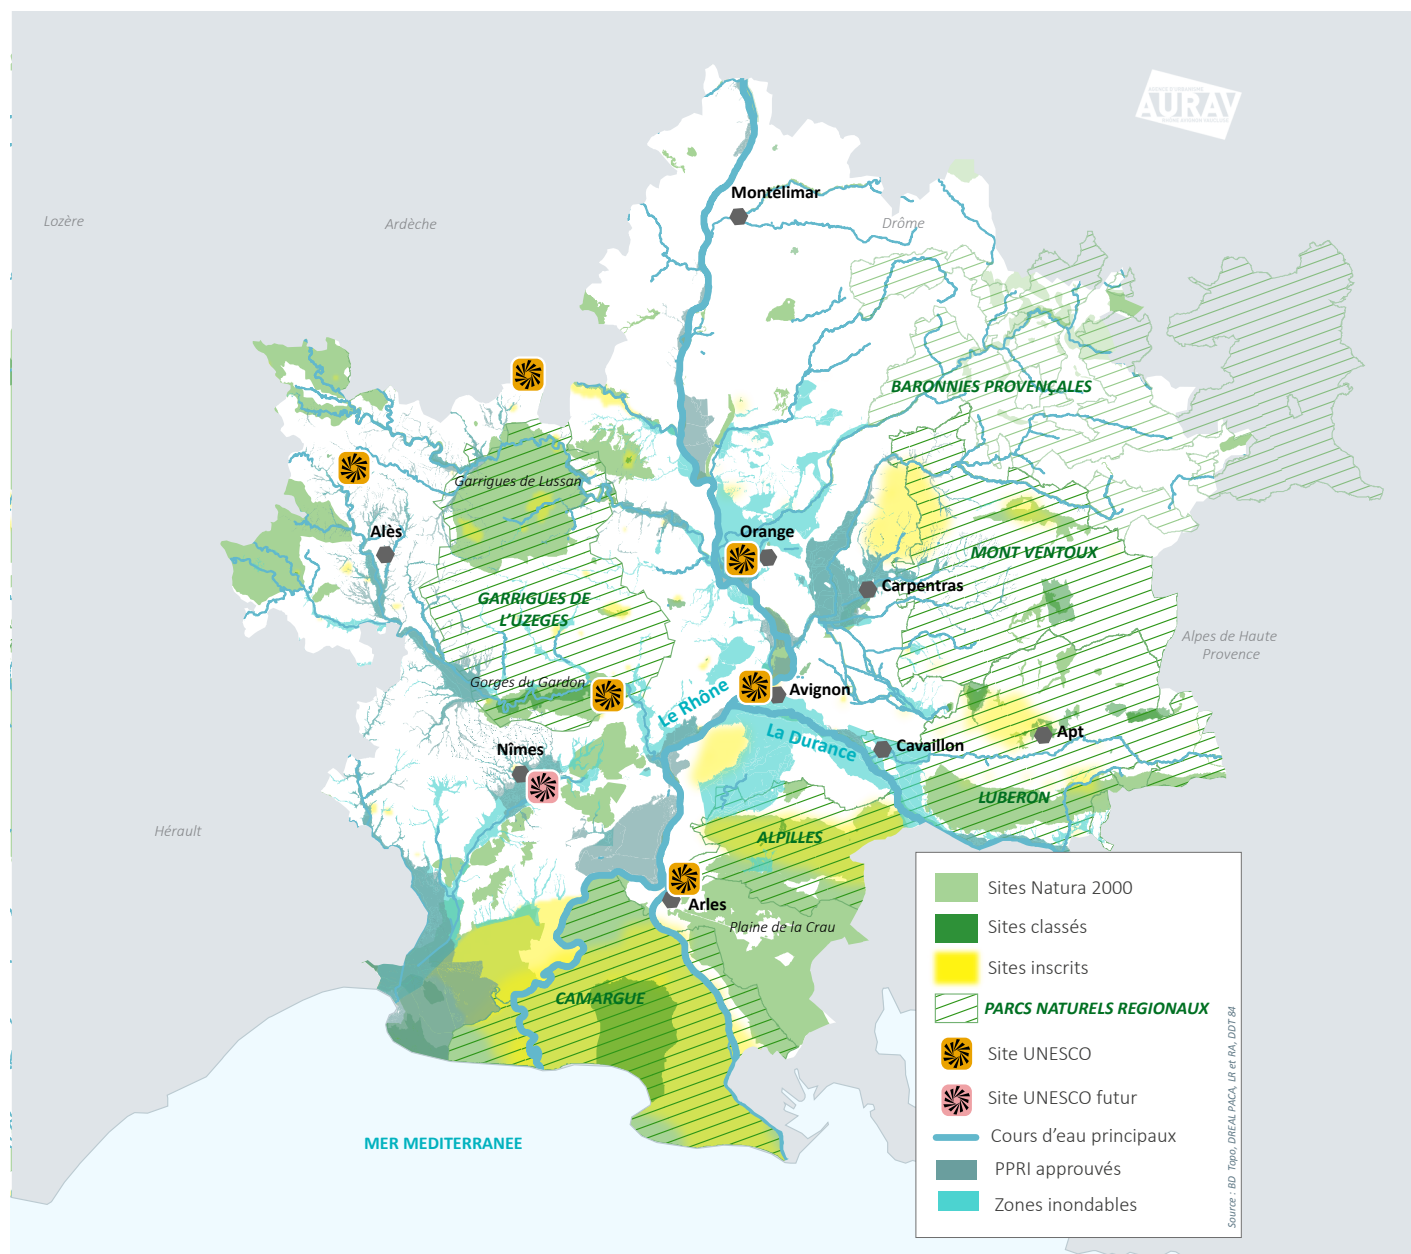 AURAV
Montélimar
Lozère
Ardèche
Drôme
BARONNIES PROVENÇALES
Garrigues de Lussan
Alès
Orange
MONT VENTOUX
Carpentras
GARRIGUES DE
L'UZEGES
Alpes de Haute
Provence
Gorges du Gardon
Avignon
Le Rhône
La Durance
Cavaillon
Apt
Nîmes
LUBERON
Hérault
ALPILLES
Arles
Plaine de la Crau
CAMARGUE
MER MEDITERRANEE
Sites Natura 2000
Sites classés
Sites inscrits
PARCS NATURELS REGIONAUX
Site UNESCO
Site UNESCO futur
Cours d'eau principaux
PPRI approuvés
Zones inondables
Source : BD Topo, DREAL PACA, LR et RA, DDT 84